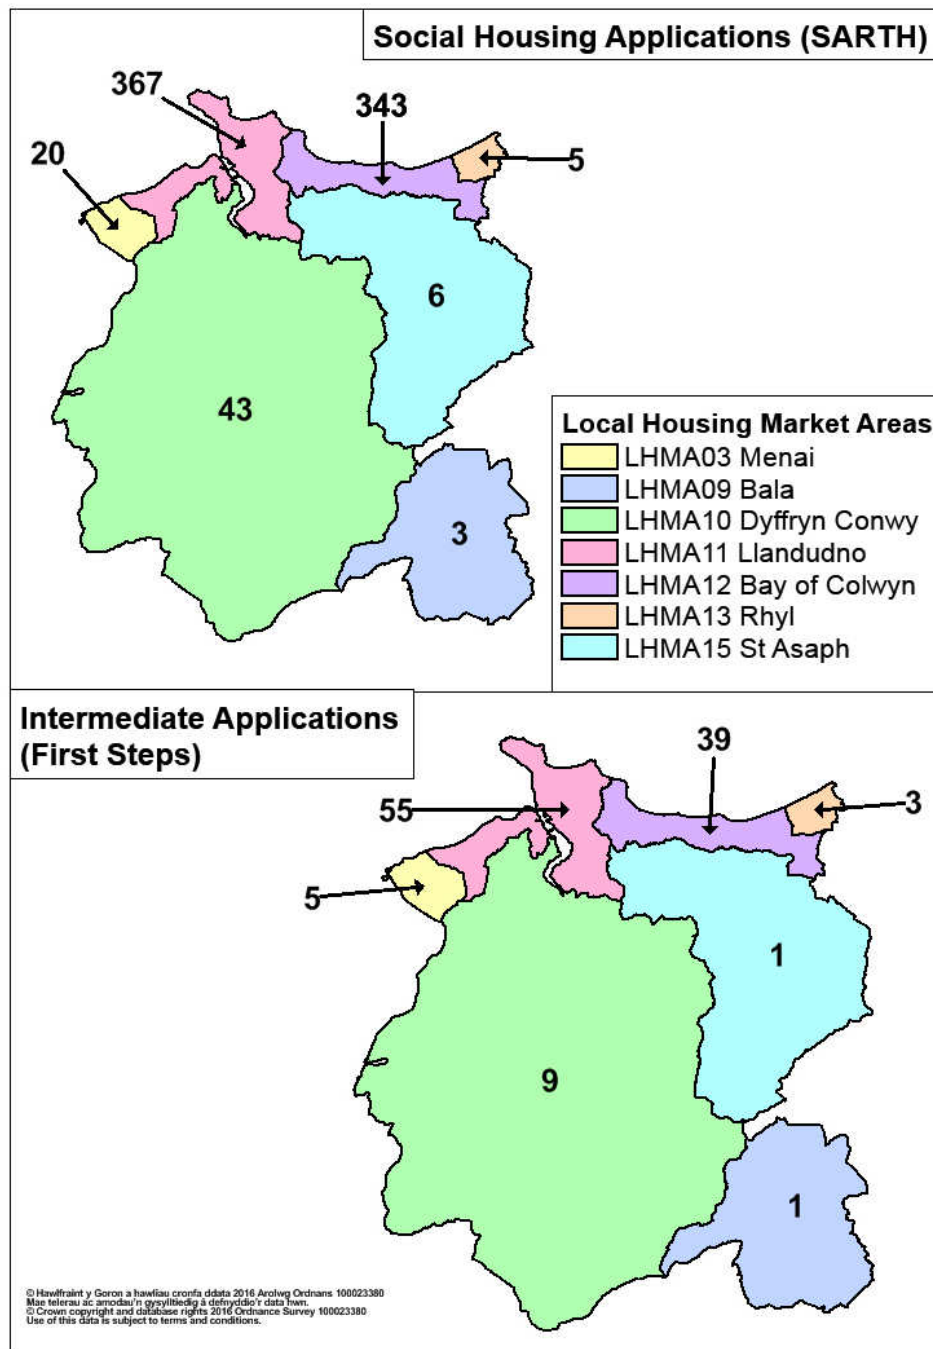 Social Housing Applications (SARTH)
367
343
20
5
6
43
3
Local Housing Market Areas
LHMA03 Menai
LHMA09 Bala
LHMA10 Dyffryn Conwy
LHMA11 Llandudno
LHMA12 Bay of Colwyn
LHMA13 Rhyl
LHMA15 St Asaph
Intermediate Applications
(First Steps)
39
55
3
5
1
9
1
© Hawlfraint y Goron a hawliau cronfa ddata 2016 Arolwg Ordnans 100023380
Mae telerau ac amodau'n gysylltiedig â defnyddio'r data hwn.
© Crown copyright and database rights 2016 Ordnance Survey 100023380
Use of this data is subject to terms and conditions.